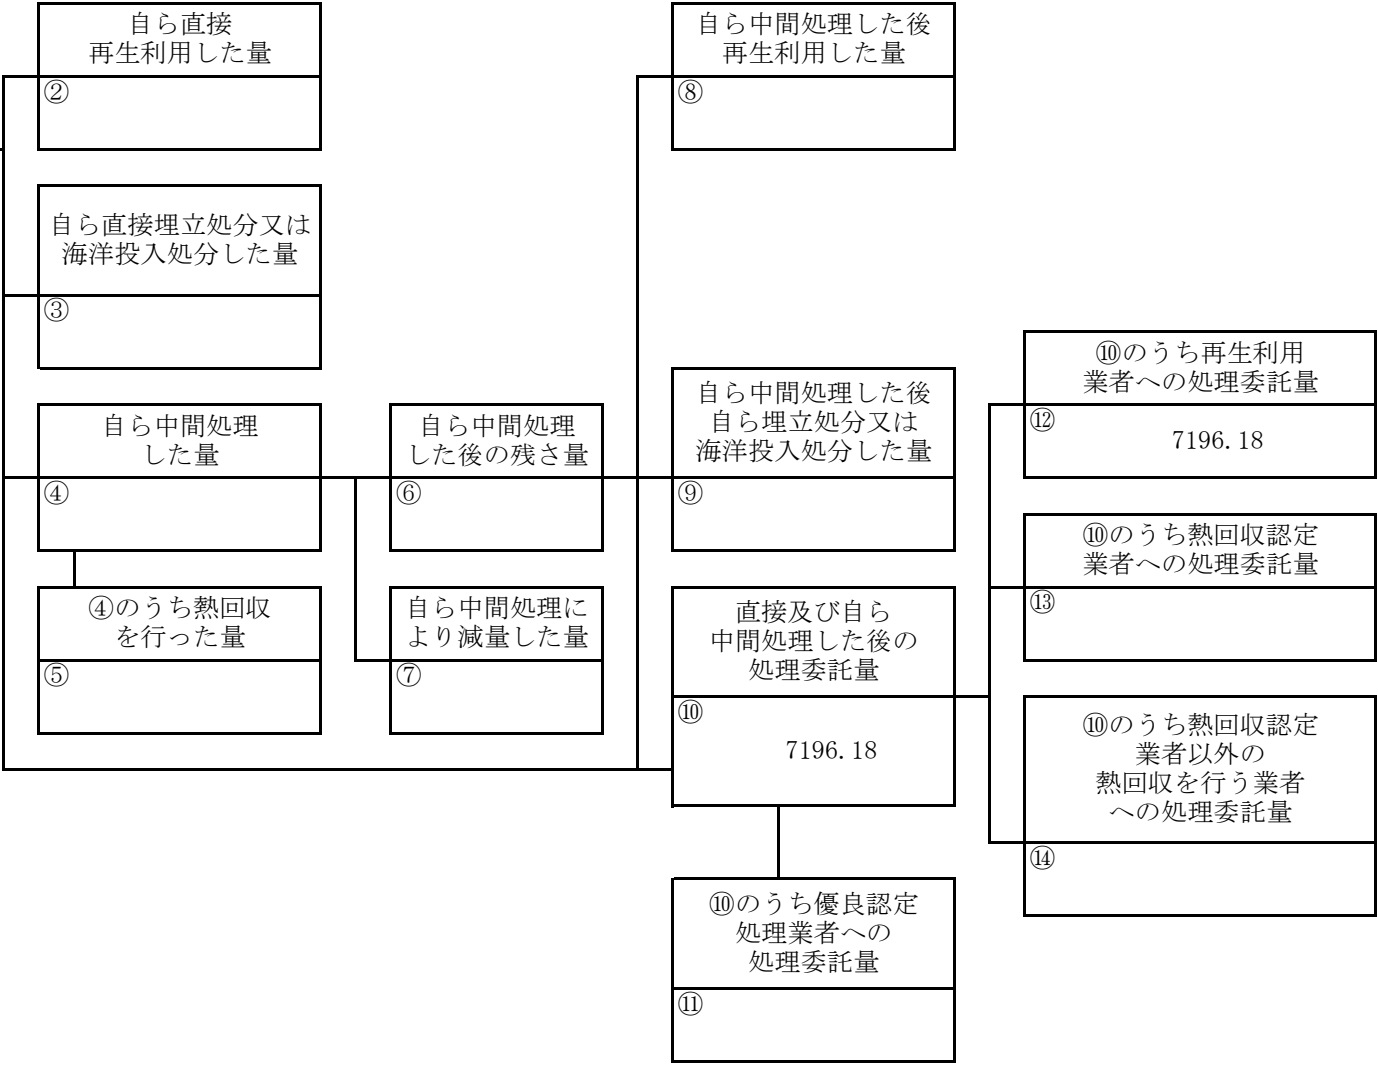 自ら直接
再生利用した量
②
自ら中間処理した後
再生利用した量
⑧
自ら直接埋立処分又は
海洋投入処分した量
③
自ら中間処理
した量
④
自ら中間処理
した後の残さ量
⑥
自ら中間処理した後
自ら埋立処分又は
海洋投入処分した量
⑨
⑩のうち再生利用
業者への処理委託量
⑫
7196.18
⑩のうち熱回収認定
業者への処理委託量
⑬
④のうち熱回収
を行った量
⑤
自ら中間処理に
より減量した量
⑦
直接及び自ら
中間処理した後の
処理委託量
⑩
7196.18
⑩のうち熱回収認定
業者以外の
熱回収を行う業者
への処理委託量
⑭
⑩のうち優良認定
処理業者への
処理委託量
⑪